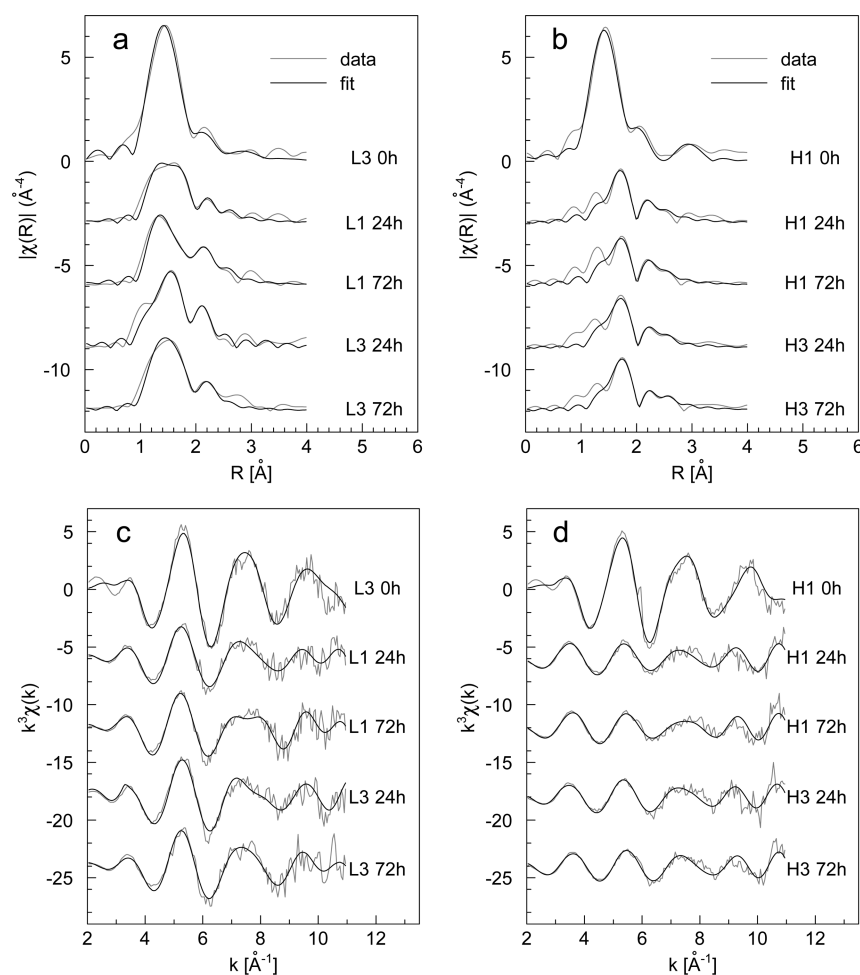 a
data
fit
5
0
-5
-10
|χ(R)| (Å-4)
L3 0h
L1 24h
L1 72h
L3 24h
L3 72h
0 1 2 3 4 5 6
R [Å]
b
data
fit
5
0
-5
-10
|χ(R)| (Å-4)
H1 0h
H1 24h
H1 72h
H3 24h
H3 72h
0 1 2 3 4 5 6
R [Å]
c
5
0
-5
-10
-15
-20
-25
k3χ(k)
L3 0h
L1 24h
L1 72h
L3 24h
L3 72h
2 4 6 8 10 12
k [Å-1]
d
5
0
-5
-10
-15
-20
-25
k3χ(k)
H1 0h
H1 24h
H1 72h
H3 24h
H3 72h
2 4 6 8 10 12
k [Å-1]